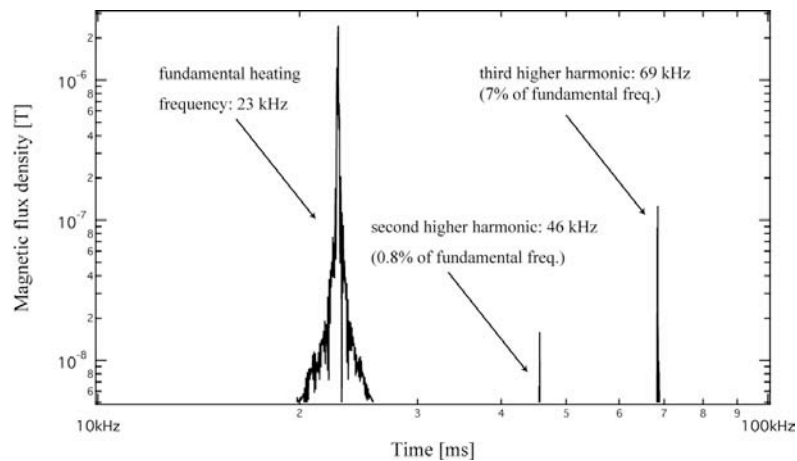 fundamental heating
frequency: 23 kHz
third higher harmonic: 69 kHz
(7% of fundamental freq.)
second higher harmonic: 46 kHz
(0.8% of fundamental freq.)
Magnetic flux density [T]
2
10-6
8
6
4
2
10-7
8
6
4
2
10-8
8
6
10kHz 2 3 4 5 6 7 8 9 100kHz
Time [ms]